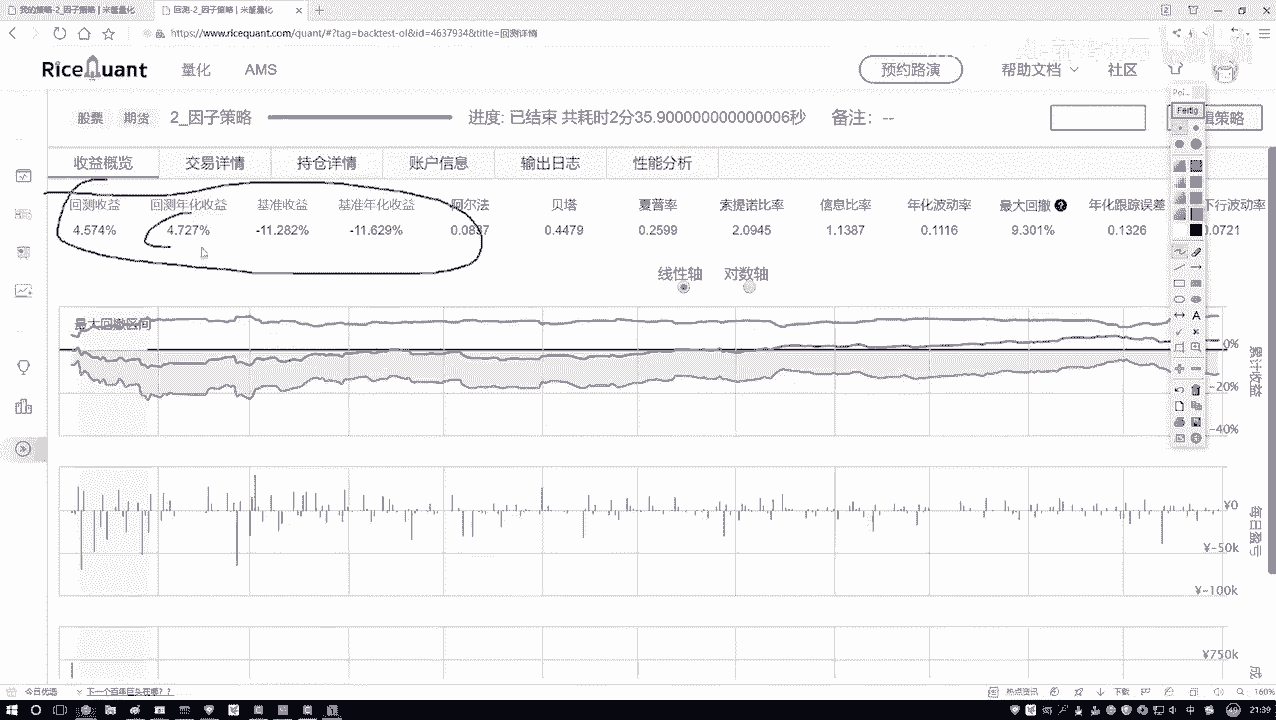 我的策略-2_因子策略 | 米筐量化
回测-2_因子策略 | 米筐量化
https://www.ricequant.com/quant/#?tag=backtest-ol&id=4637934&title=回测详情
RiceQuant 量化 AMS 预约路演 帮助文档 社区
股票 期货 2_因子策略 进度: 已结束 共耗时2分35.900000000000006秒 备注: --
辑策略
Fertig
收益概览 交易详情 持仓详情 账户信息 输出日志 性能分析
回测收益 回测年化收益 基准收益 基准年化收益 阿尔法 贝塔 夏普率 索提诺比率 信息比率 年化波动率 最大回撤 年化跟踪误差 下行波动率
4.574% 4.727% -11.282% -11.629% 0.0887 0.4479 0.2599 2.0945 1.1387 0.1116 9.301% 0.1326 0.0721
线性轴 对数轴
最大回撤区间
0%
-20%
-40%
累计收益
¥0
¥-50k
¥-100k
每日盈亏
¥750k
成
今日优选 下一个百年巨头在哪？？ 热点资讯 下载 160%
中 21:39